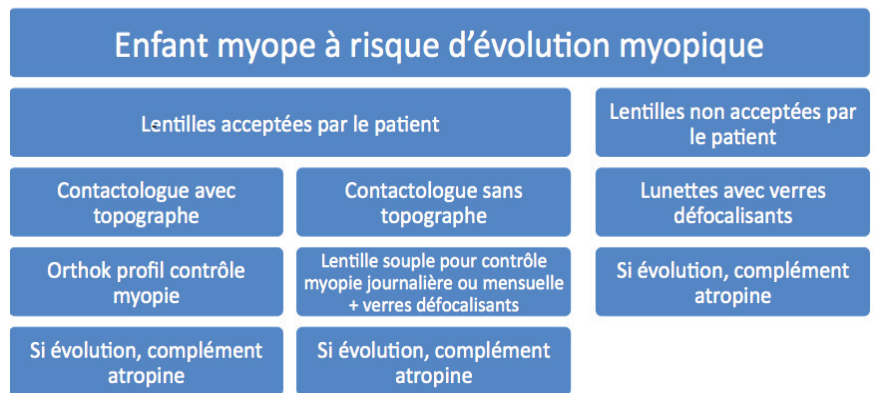 Enfant myope à risque d’évolution myopique
Lentilles acceptées par le patient
Lentilles non acceptées par
le patient
Contactologue avec
topographe
Contactologue sans
topographe
Lunettes avec verres
défocalisants
Orthok profil contrôle
myopie
Lentille souple pour contrôle
myopie journalière ou mensuelle
+ verres défocalisants
Si évolution, complément
atropine
Si évolution, complément
atropine
Si évolution, complément
atropine